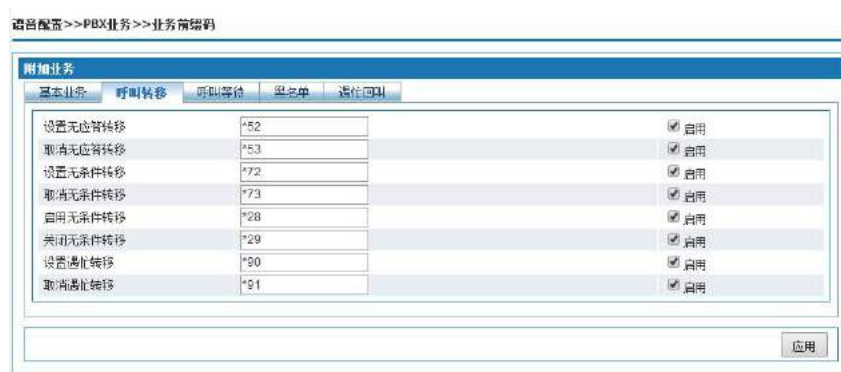 语音配置>>PBX业务>>业务前缀码
附加业务
基本业务 呼叫转移 呼叫等待 黑名单 遇忙回叫
设置无应答转移 *52 启用
取消无应答转移 *53 启用
设置无条件转移 *72 启用
取消无条件转移 *73 启用
启用无条件转移 *28 启用
关闭无条件转移 *29 启用
设置遇忙转移 *90 启用
取消遇忙转移 *91 启用
应用